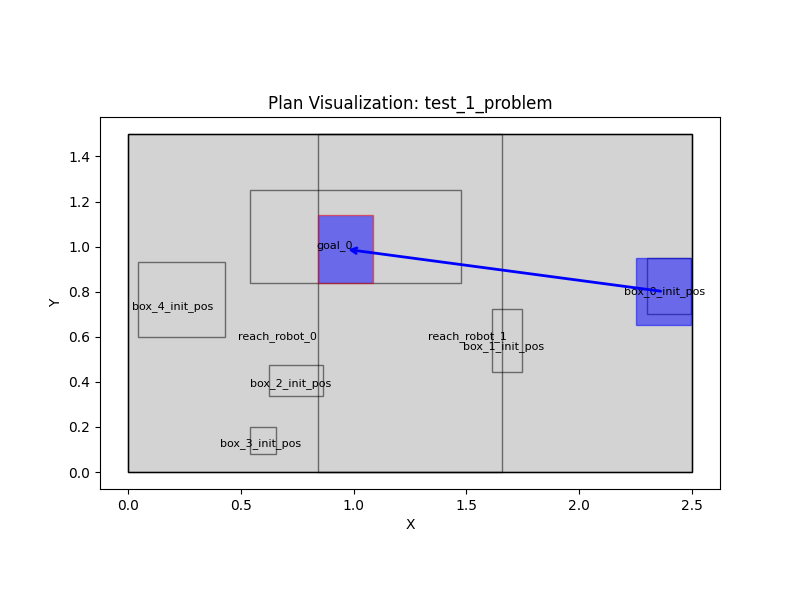 Plan Visualization: test_1_problem
1.4
1.2
1.0
0.8
0.6
0.4
0.2
0.0
Y
goal_0
box_0_init_pos
box_4_init_pos
reach_robot_0
reach_robot_1
box_1_init_pos
box_2_init_pos
box_3_init_pos
0.0 0.5 1.0 1.5 2.0 2.5
X